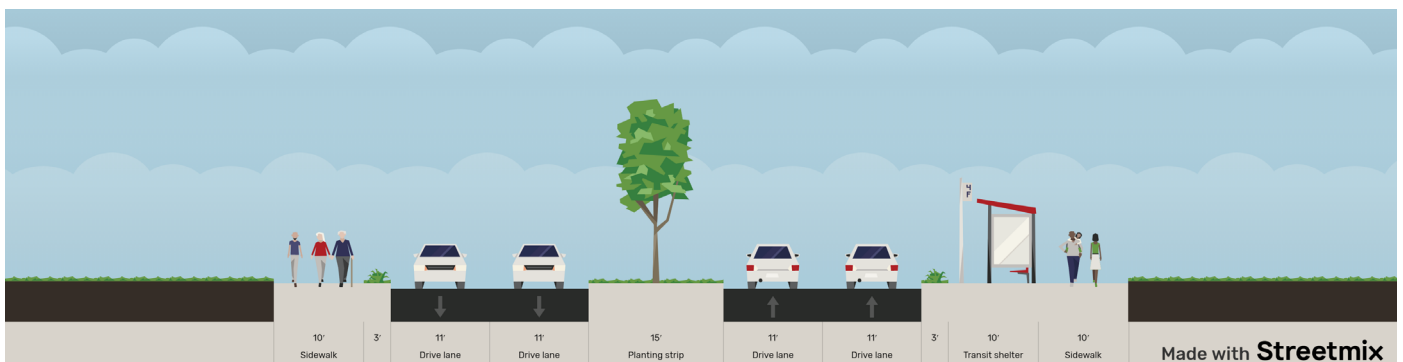 4
F
10′ 3′ 11′ 11′ 15′ 11′ 11′ 3′ 10′ 10′
Sidewalk Drive lane Drive lane Planting strip Drive lane Drive lane Transit shelter Sidewalk
Made with Streetmix